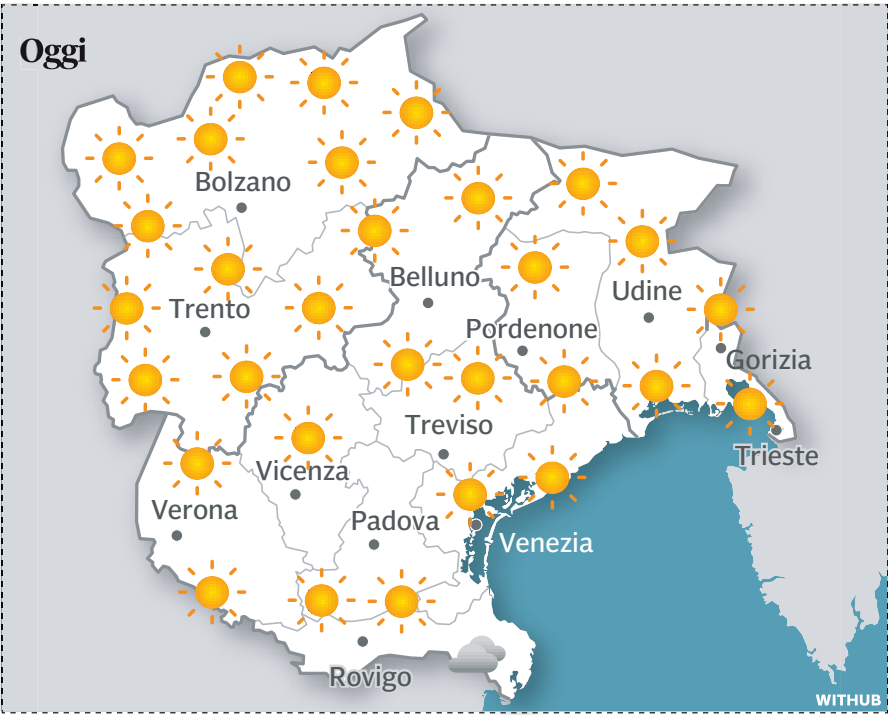 Oggi
Bolzano
Belluno
Udine
Trento
Pordenone
Gorizia
Treviso
Trieste
Vicenza
Verona
Padova
Venezia
Rovigo
WITHUB